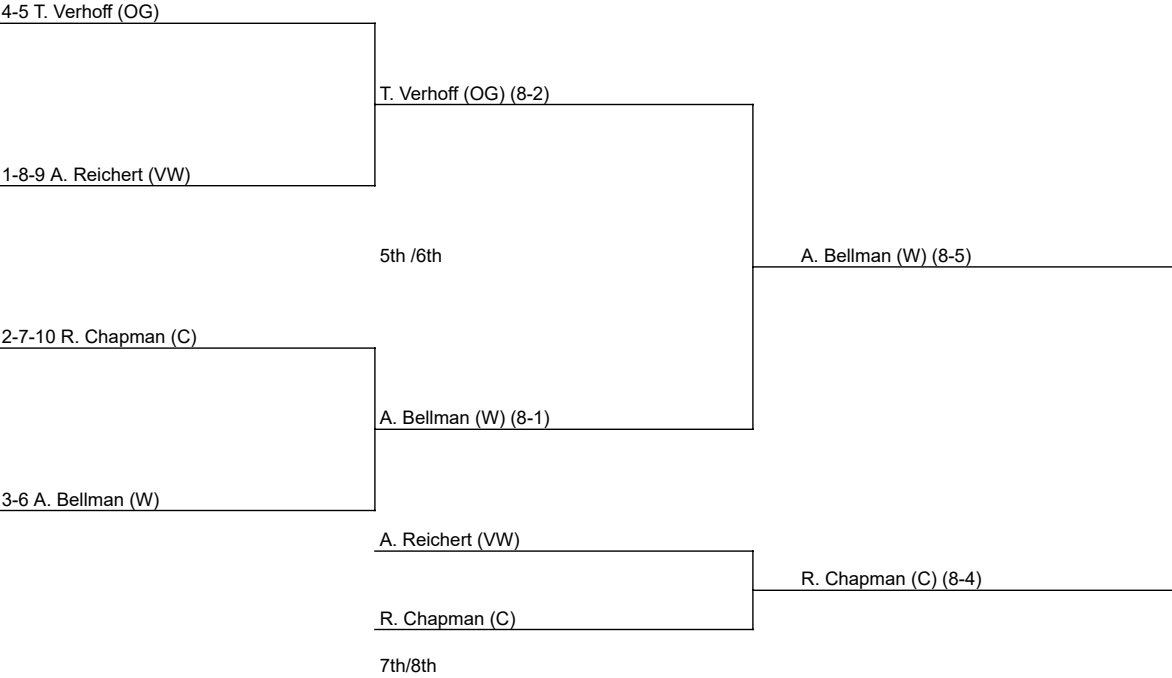 4-5 T. Verhoff (OG)
T. Verhoff (OG) (8-2)
1-8-9 A. Reichert (VW)
5th /6th
A. Bellman (W) (8-5)
2-7-10 R. Chapman (C)
A. Bellman (W) (8-1)
3-6 A. Bellman (W)
A. Reichert (VW)
R. Chapman (C) (8-4)
R. Chapman (C)
7th/8th